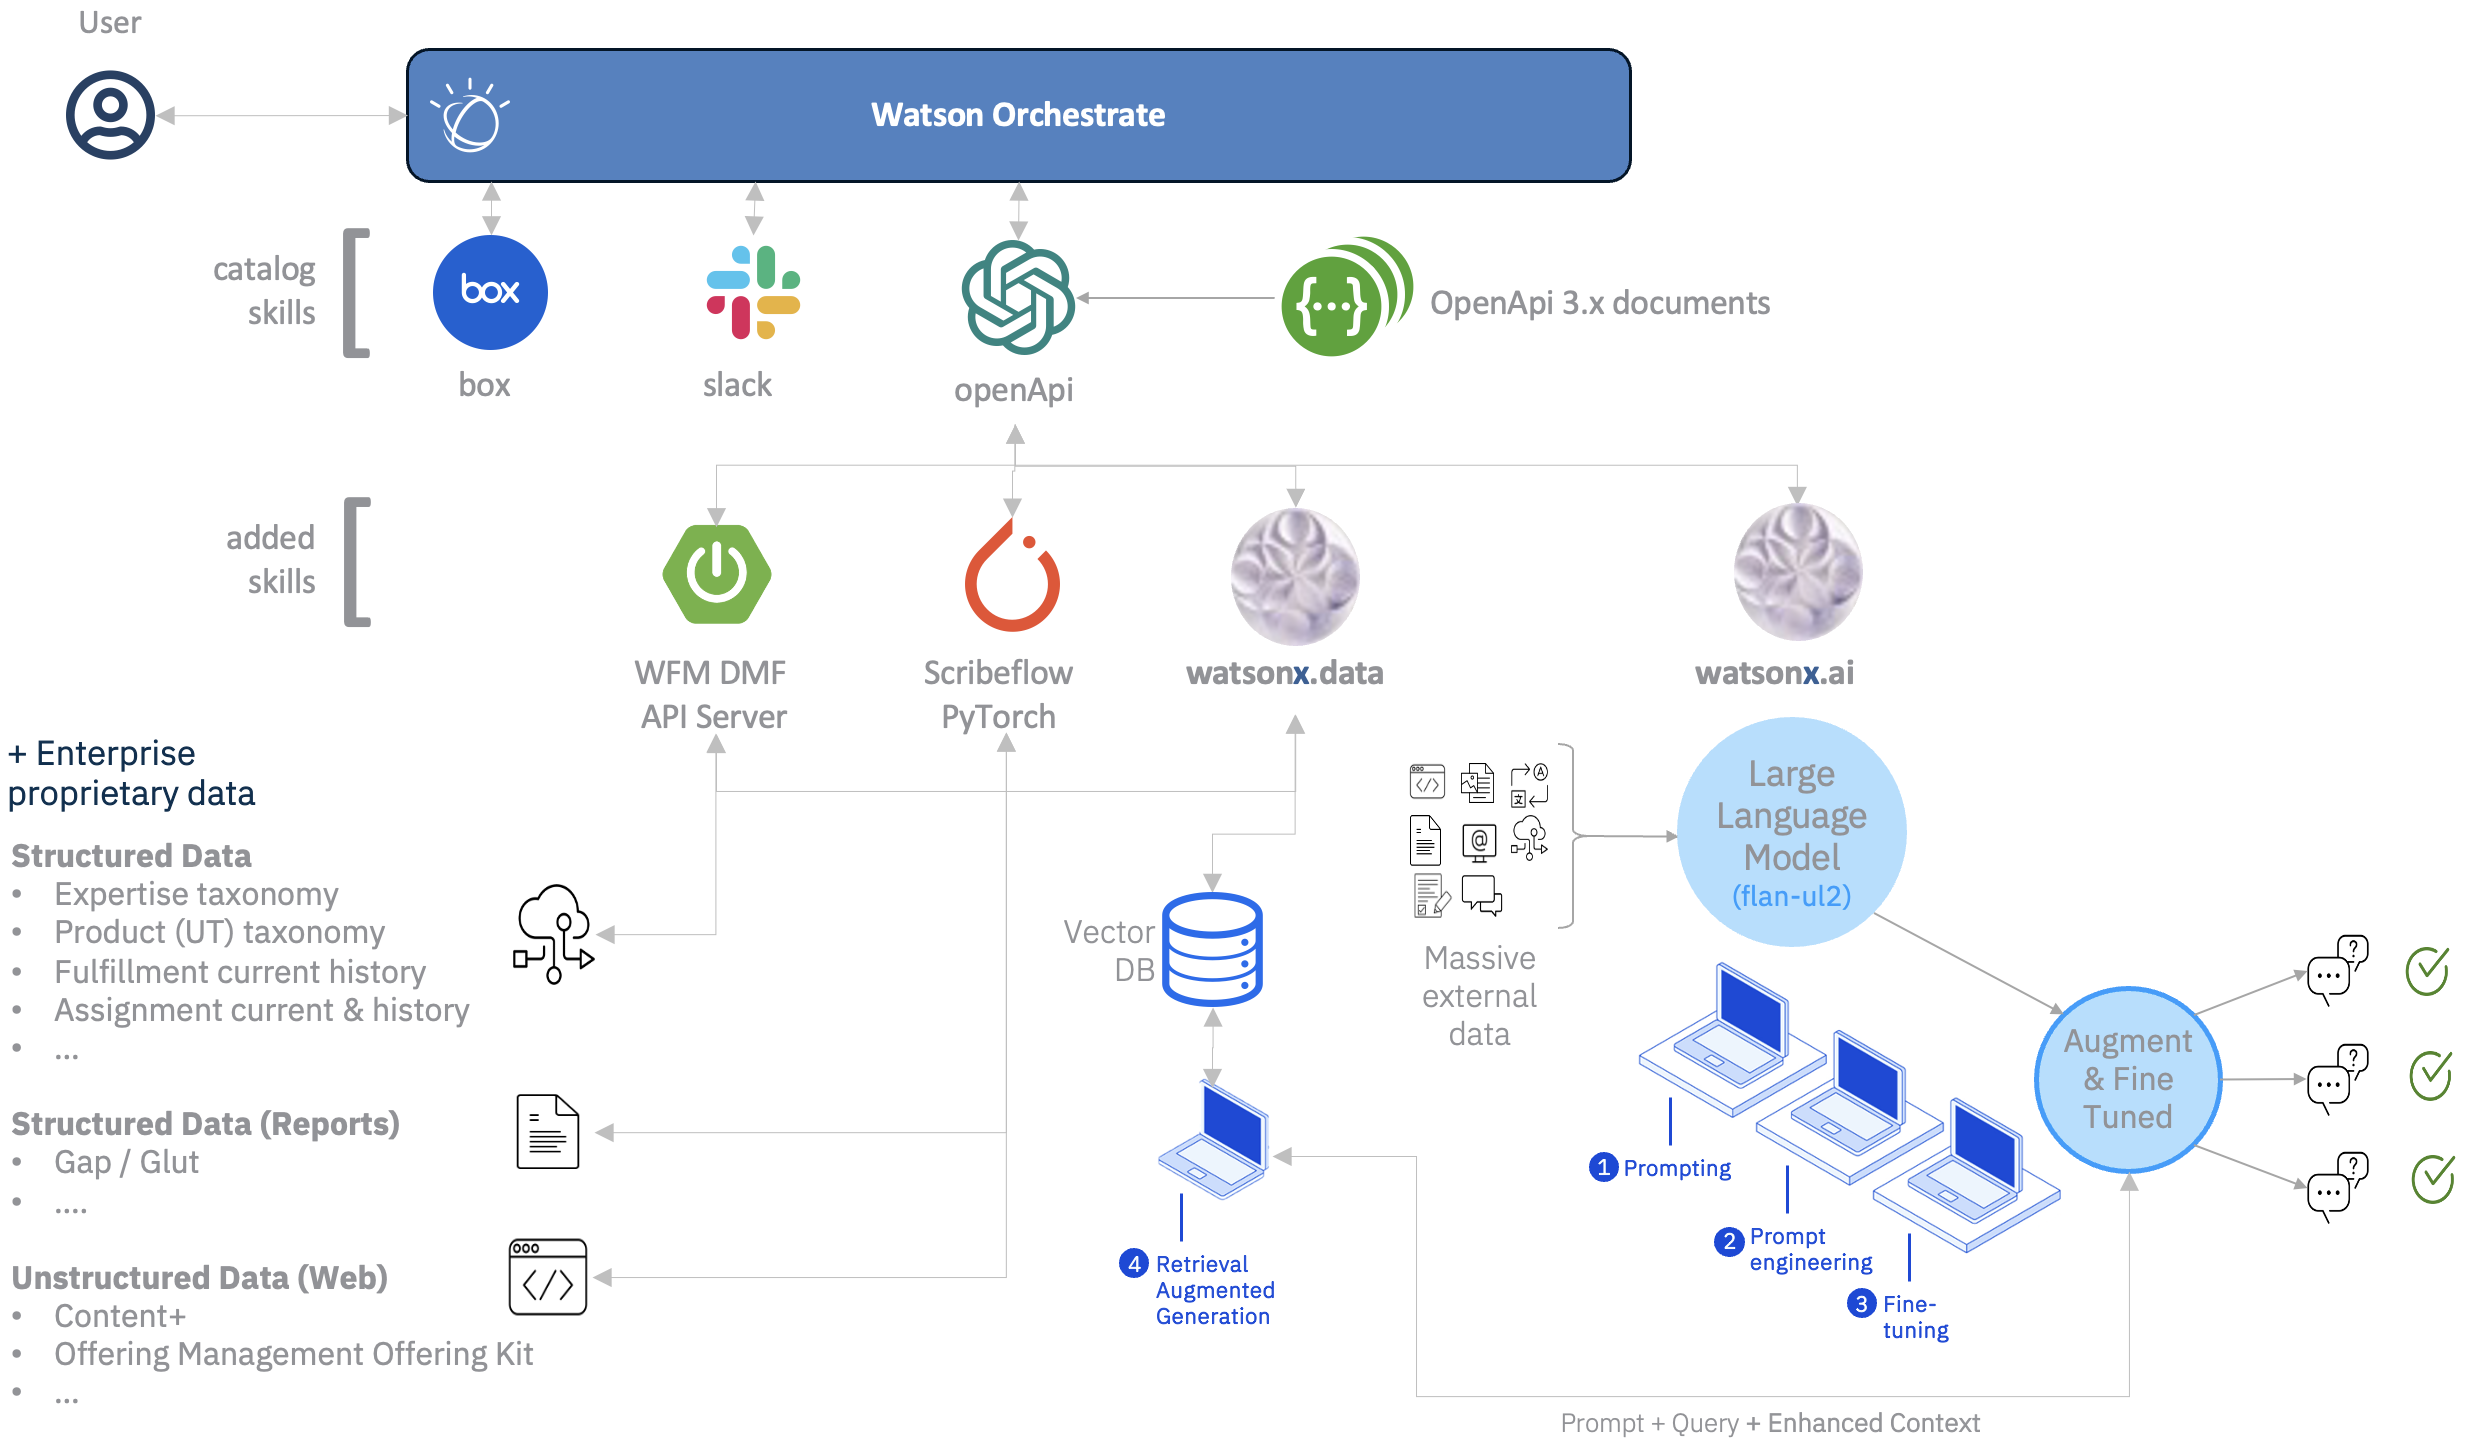 User
Watson Orchestrate
catalog
skills
box
box
slack
openApi
{...}
OpenApi 3.x documents
added
skills
WFM DMF
API Server
Scribeflow
PyTorch
watsonx.data
watsonx.ai
+ Enterprise
proprietary data
Structured Data
• Expertise taxonomy
• Product (UT) taxonomy
• Fulfillment current history
• Assignment current & history
• ...
Structured Data (Reports)
• Gap / Glut
• ....
Unstructured Data (Web)
• Content+
• Offering Management Offering Kit
• ...
</>
Vector
DB
4 Retrieval
Augmented
Generation
</>
A
文
@
Massive
external
data
Large
Language
Model
(flan-ul2)
1 Prompting
2 Prompt
engineering
3 Fine-
tuning
Augment
& Fine
Tuned
?
...
?
...
?
...
Prompt + Query + Enhanced Context